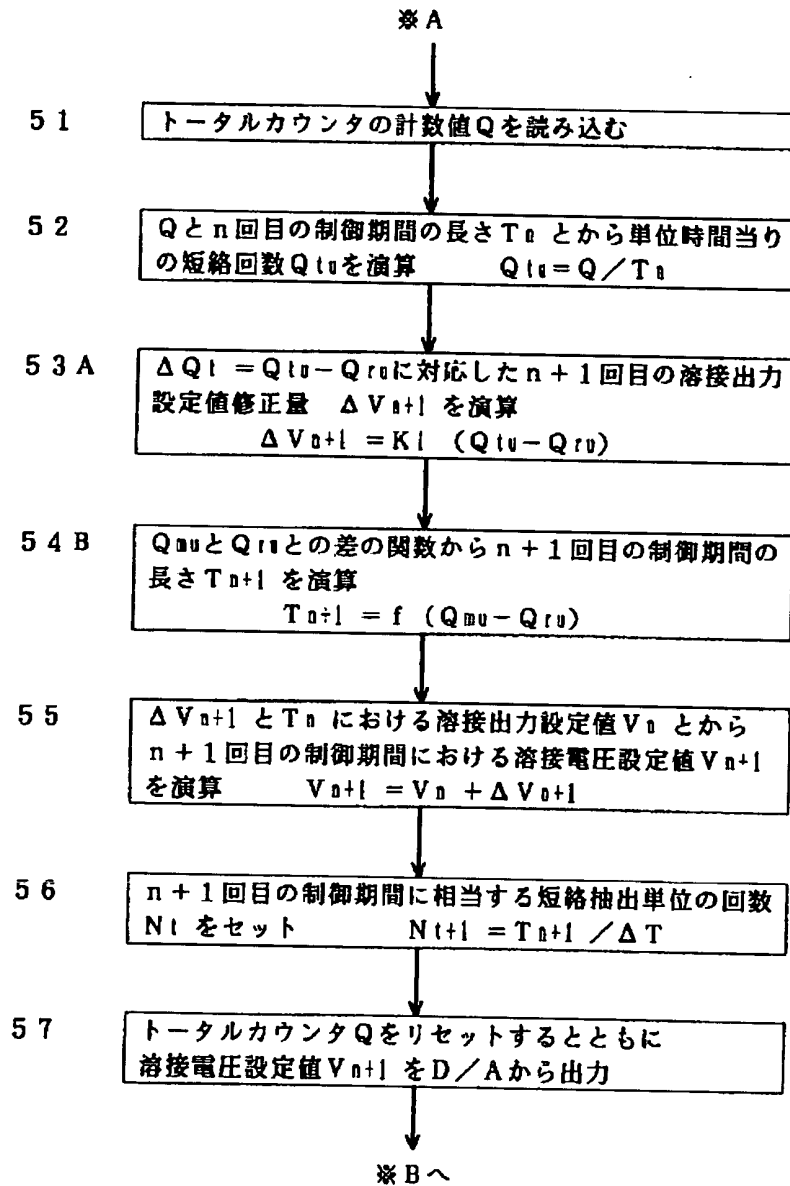 ※A
51 トータルカウンタの計数値Qを読み込む
52 Qとn回目の制御期間の長さTn とから単位時間当り
の短絡回数Qtuを演算 Qtu=Q/Tn
53A ΔQt =Qtu-Qruに対応したn+1回目の溶接出力
設定値修正量 ΔVn+1 を演算
ΔVn+1 =K1 (Qtu-Qru)
54B QmuとQruとの差の関数からn+1回目の制御期間の
長さTn+1 を演算
Tn+1 =f (Qmu-Qru)
55 ΔVn+1 とTn における溶接出力設定値Vn とから
n+1回目の制御期間における溶接電圧設定値Vn+1
を演算 Vn+1 =Vn +ΔVn+1
56 n+1回目の制御期間に相当する短絡抽出単位の回数
Nt をセット Nt+1 =Tn+1 /ΔT
57 トータルカウンタQをリセットするとともに
溶接電圧設定値Vn+1 をD/Aから出力
※Bへ